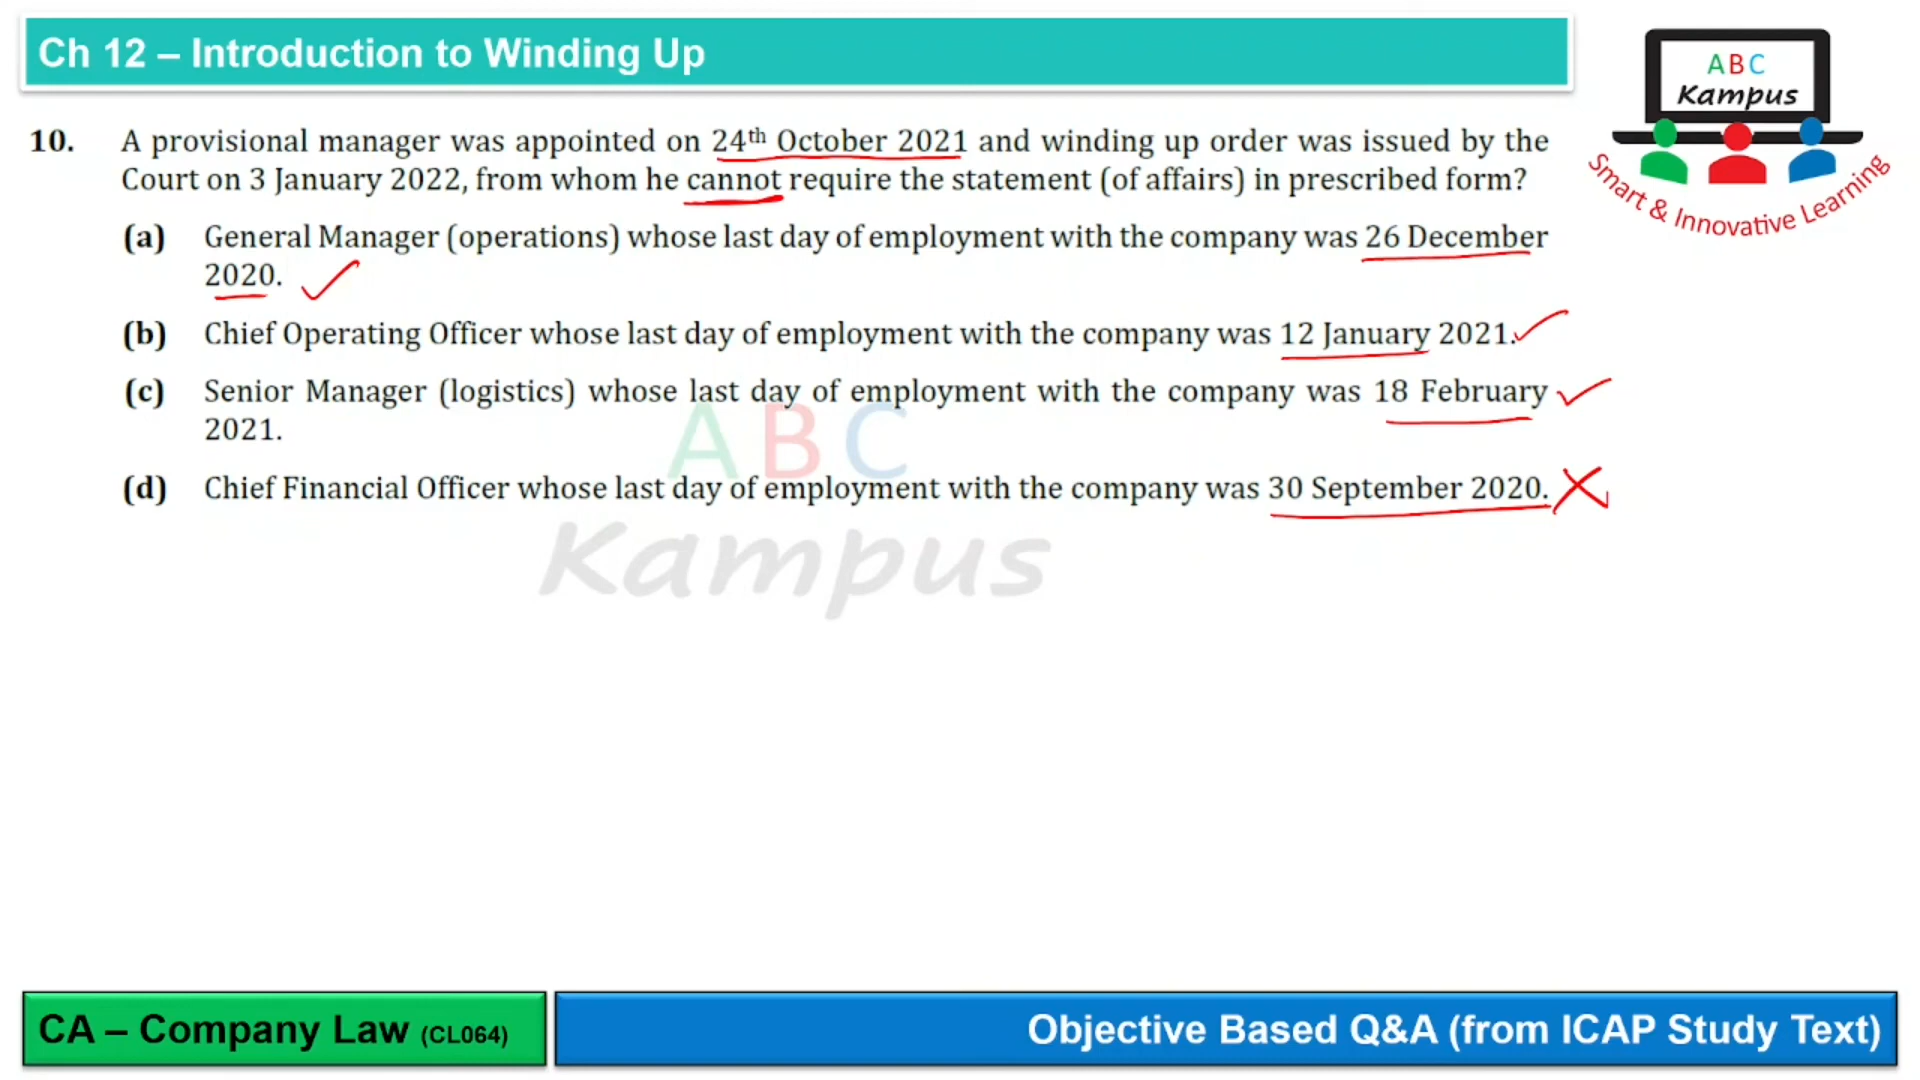 Ch 12 – Introduction to Winding Up
ABC
Kampus
Smart & Innovative Learning
10. A provisional manager was appointed on 24th October 2021 and winding up order was issued by the
Court on 3 January 2022, from whom he cannot require the statement (of affairs) in prescribed form?
(a) General Manager (operations) whose last day of employment with the company was 26 December
2020.
(b) Chief Operating Officer whose last day of employment with the company was 12 January 2021.
(c) Senior Manager (logistics) whose last day of employment with the company was 18 February
2021.
(d) Chief Financial Officer whose last day of employment with the company was 30 September 2020.
ABC
Kampus
CA – Company Law (CL064)
Objective Based Q&A (from ICAP Study Text)